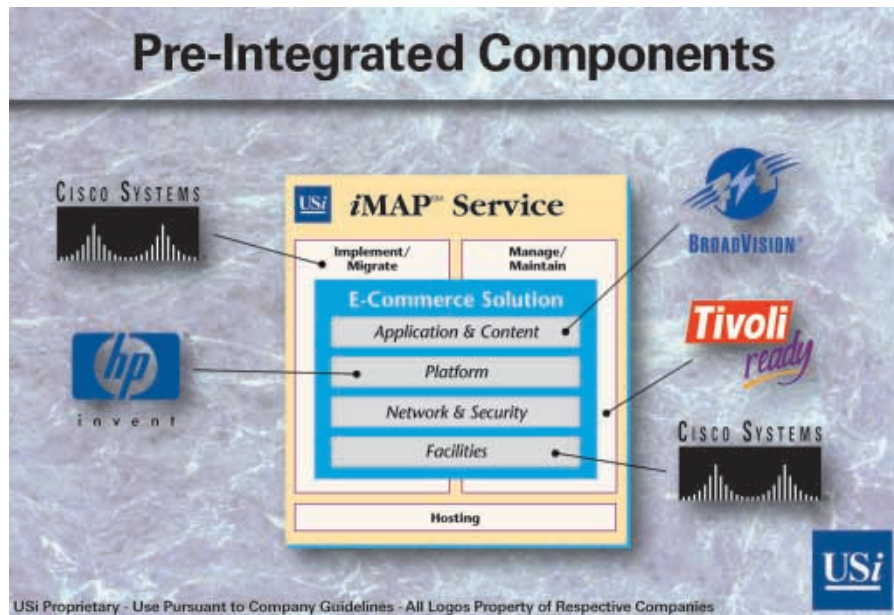 Pre-Integrated Components
CISCO SYSTEMS
hp
invent
USi iMAP℠ Service
Implement/
Migrate
Manage/
Maintain
E-Commerce Solution
Application & Content
Platform
Network & Security
Facilities
Hosting
BROADVISION®
Tivoli
ready
CISCO SYSTEMS
USi
USi Proprietary - Use Pursuant to Company Guidelines - All Logos Property of Respective Companies